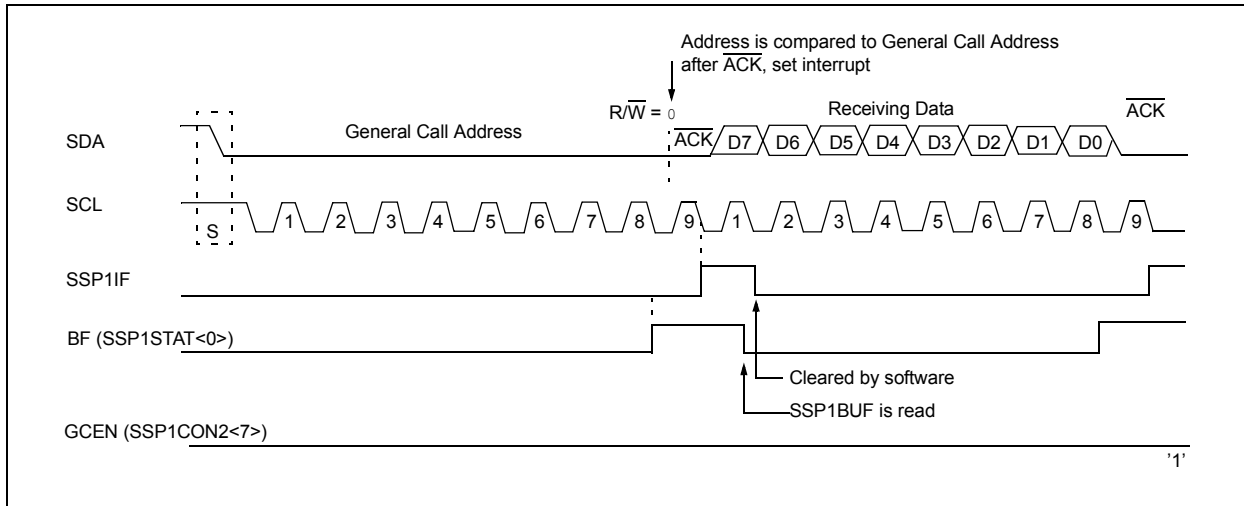 Address is compared to General Call Address
after ACK, set interrupt
R/W = 0
Receiving Data
ACK
SDA
General Call Address
ACK D7 D6 D5 D4 D3 D2 D1 D0
SCL
S
1 2 3 4 5 6 7 8 9 1 2 3 4 5 6 7 8 9
SSP1IF
BF (SSP1STAT<0>)
Cleared by software
SSP1BUF is read
GCEN (SSP1CON2<7>)
'1'